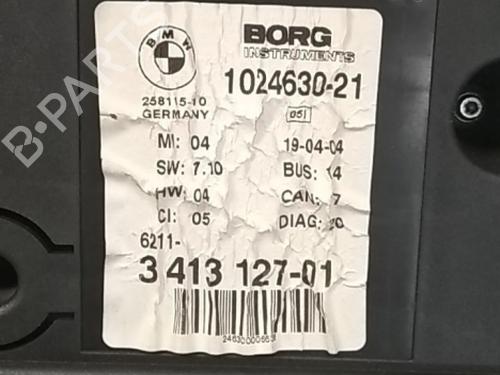 B-PARTS
BMW
BORG
INSTRUMENTS
1024630-21
258115-10
GERMANY
051
MI: 04
19-04-04
SW: 7.10
BUS: 14
HW: 04
CAN: 7
CI: 05
DIAG: 20
6211-
3 413 127-01